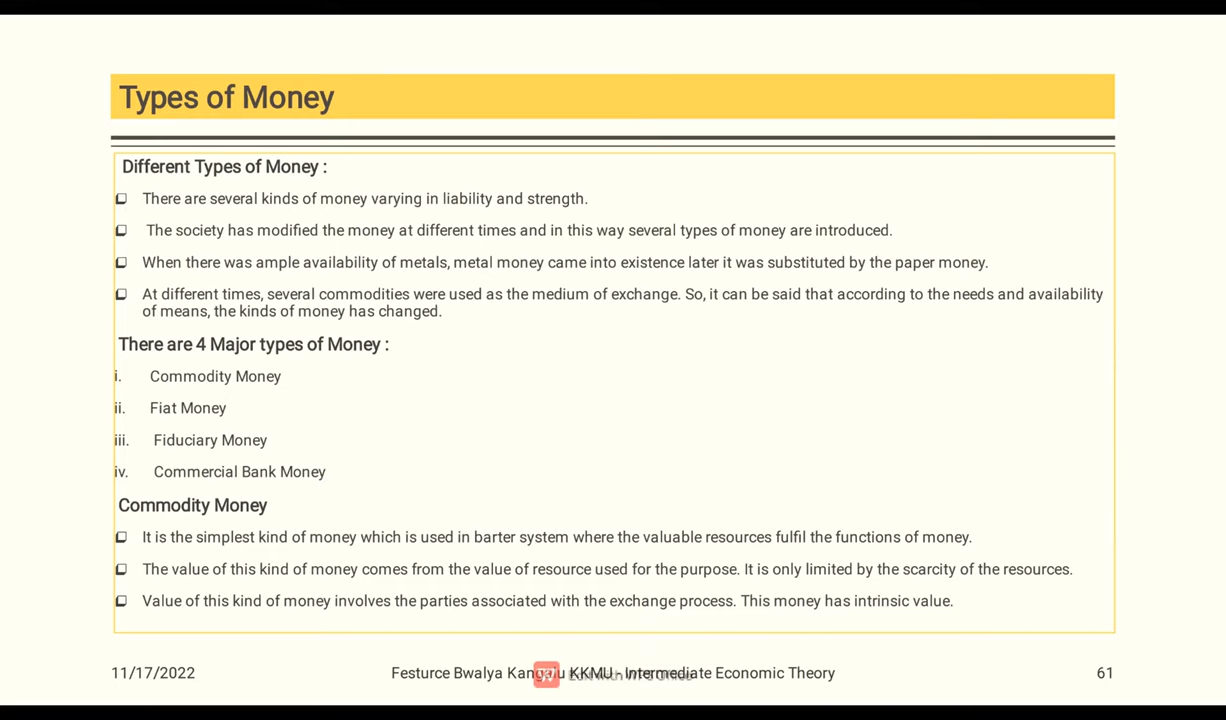 Types of Money
Different Types of Money :
There are several kinds of money varying in liability and strength.
The society has modified the money at different times and in this way several types of money are introduced.
When there was ample availability of metals, metal money came into existence later it was substituted by the paper money.
At different times, several commodities were used as the medium of exchange. So, it can be said that according to the needs and availability
of means, the kinds of money has changed.
There are 4 Major types of Money :
i. Commodity Money
ii. Fiat Money
iii. Fiduciary Money
iv. Commercial Bank Money
Commodity Money
It is the simplest kind of money which is used in barter system where the valuable resources fulfil the functions of money.
The value of this kind of money comes from the value of resource used for the purpose. It is only limited by the scarcity of the resources.
Value of this kind of money involves the parties associated with the exchange process. This money has intrinsic value.
11/17/2022 Festurce Bwalya KKMU - Intermediate Economic Theory 61